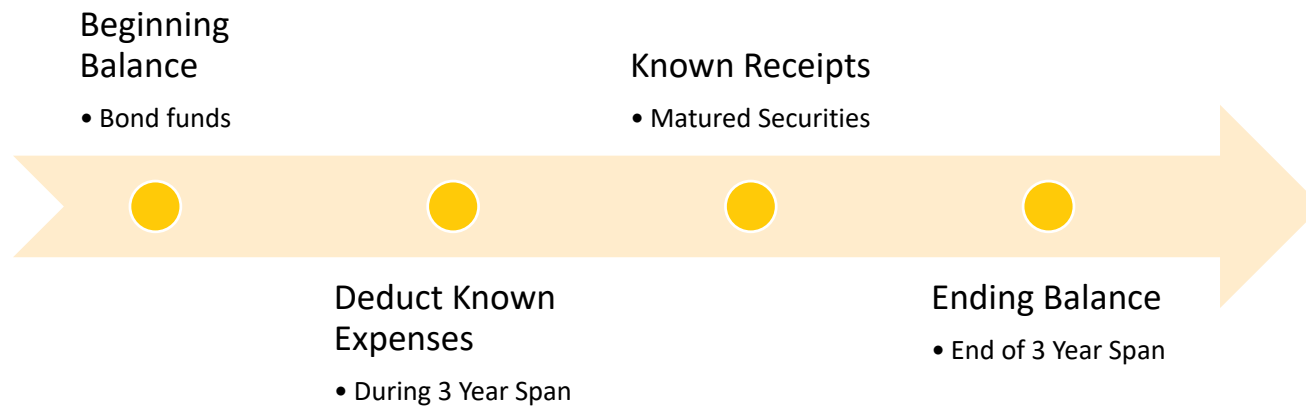 Beginning
Balance
• Bond funds
Deduct Known
Expenses
• During 3 Year Span
Known Receipts
• Matured Securities
Ending Balance
• End of 3 Year Span